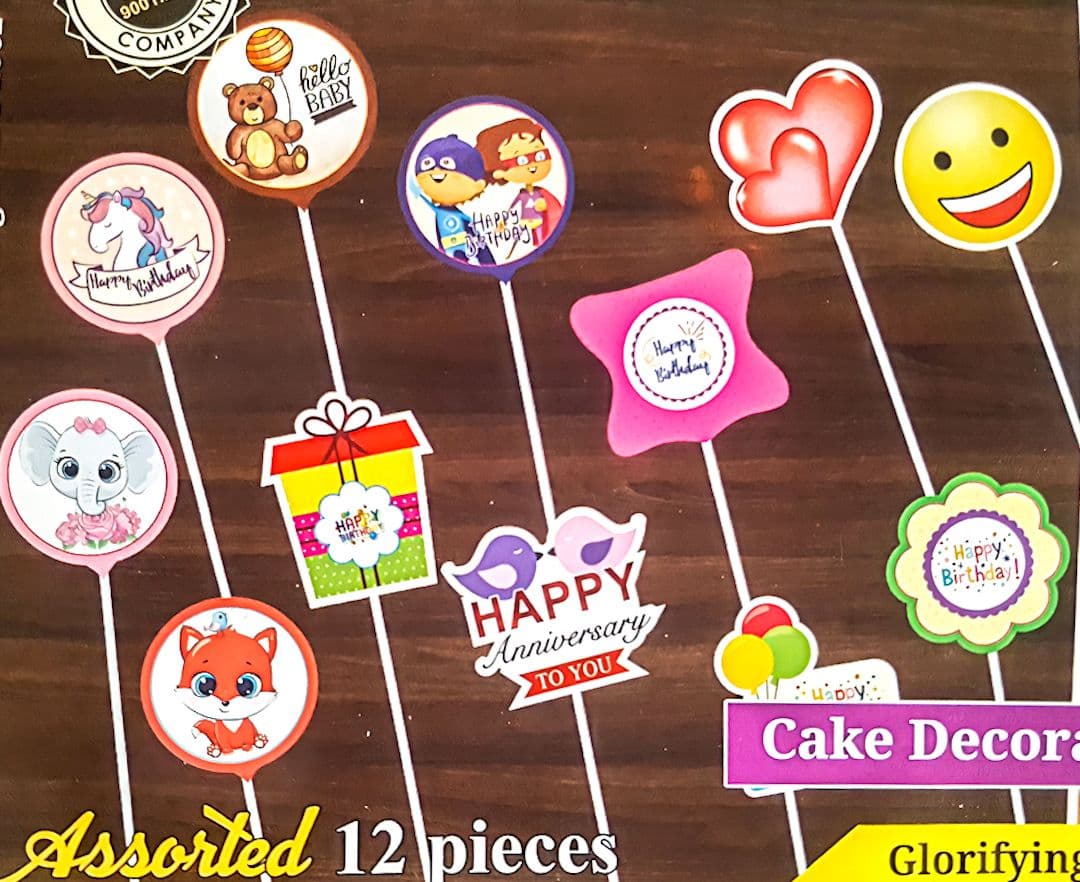 COMPANY
hello
BABY
HAPPY
BIRTHDAY
Happy
Birthday
Happy
Birthday
HAPPY
BIRTHDAY
HAPPY
Anniversary
TO YOU
Happy
Birthday!
Happy
Cake Decora
Assorted 12 pieces
Glorifying